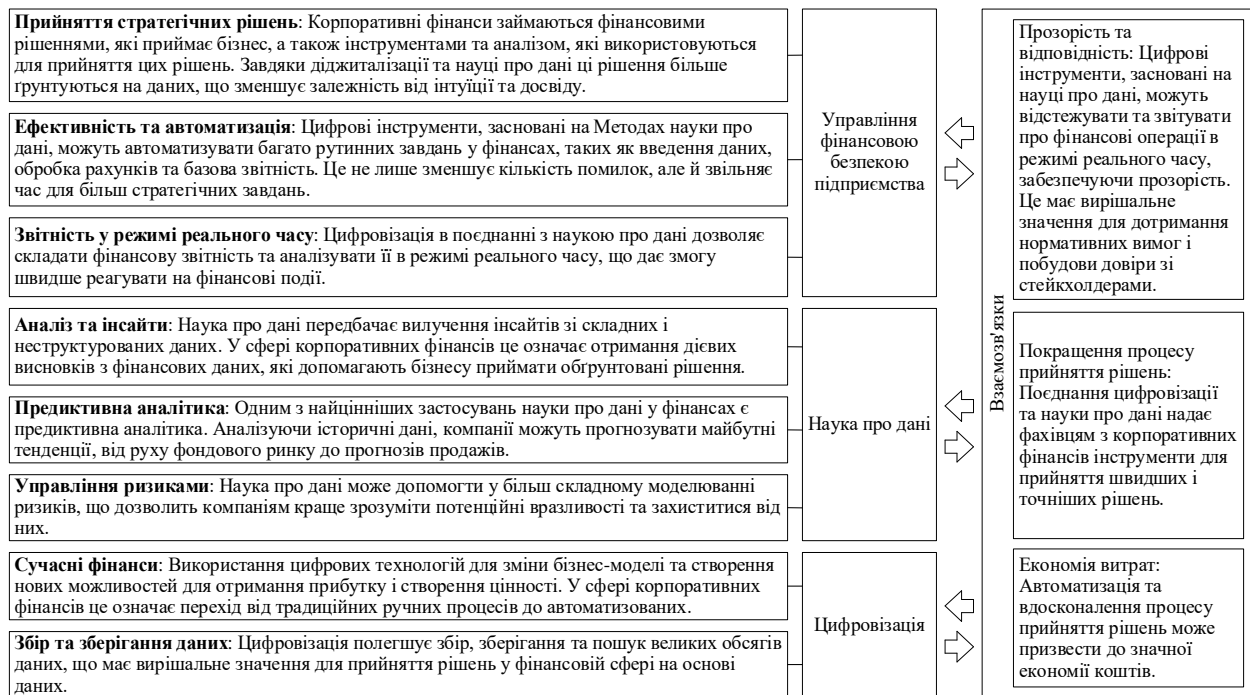 Прийняття стратегічних рішень: Корпоративні фінанси займаються фінансовими
рішеннями, які приймає бізнес, а також інструментами та аналізом, які використовуються
для прийняття цих рішень. Завдяки діджиталізації та науці про дані ці рішення більше
ґрунтуються на даних, що зменшує залежність від інтуїції та досвіду.
Ефективність та автоматизація: Цифрові інструменти, засновані на Методах науки про
дані, можуть автоматизувати багато рутинних завдань у фінансах, таких як введення даних,
обробка рахунків та базова звітність. Це не лише зменшує кількість помилок, але й звільняє
час для більш стратегічних завдань.
Звітність у режимі реального часу: Цифровізація в поєднанні з наукою про дані дозволяє
складати фінансову звітність та аналізувати її в режимі реального часу, що дає змогу
швидше реагувати на фінансові події.
Аналіз та інсайти: Наука про дані передбачає вилучення інсайтів зі складних і
неструктурованих даних. У сфері корпоративних фінансів це означає отримання дієвих
висновків з фінансових даних, які допомагають бізнесу приймати обґрунтовані рішення.
Предиктивна аналітика: Одним з найцінніших застосувань науки про дані у фінансах є
предиктивна аналітика. Аналізуючи історичні дані, компанії можуть прогнозувати майбутні
тенденції, від руху фондового ринку до прогнозів продажів.
Управління ризиками: Наука про дані може допомогти у більш складному моделюванні
ризиків, що дозволить компаніям краще зрозуміти потенційні вразливості та захиститися від
них.
Сучасні фінанси: Використання цифрових технологій для зміни бізнес-моделі та створення
нових можливостей для отримання прибутку і створення цінності. У сфері корпоративних
фінансів це означає перехід від традиційних ручних процесів до автоматизованих.
Збір та зберігання даних: Цифровізація полегшує збір, зберігання та пошук великих обсягів
даних, що має вирішальне значення для прийняття рішень у фінансовій сфері на основі
даних.
Управління
фінансовою
безпекою
підприємства
Наука про дані
Цифровізація
Взаємозв'язки
Прозорість та
відповідність: Цифрові
інструменти, засновані на
науці про дані, можуть
відстежувати та звітувати
про фінансові операції в
режимі реального часу,
забезпечуючи прозорість.
Це має вирішальне
значення для дотримання
нормативних вимог і
побудови довіри зі
стейкхолдерами.
Покращення процесу
прийняття рішень:
Поєднання цифровізації
та науки про дані надає
фахівцям з корпоративних
фінансів інструменти для
прийняття швидших і
точніших рішень.
Економія витрат:
Автоматизація та
вдосконалення процесу
прийняття рішень може
призвести до значної
економії коштів.